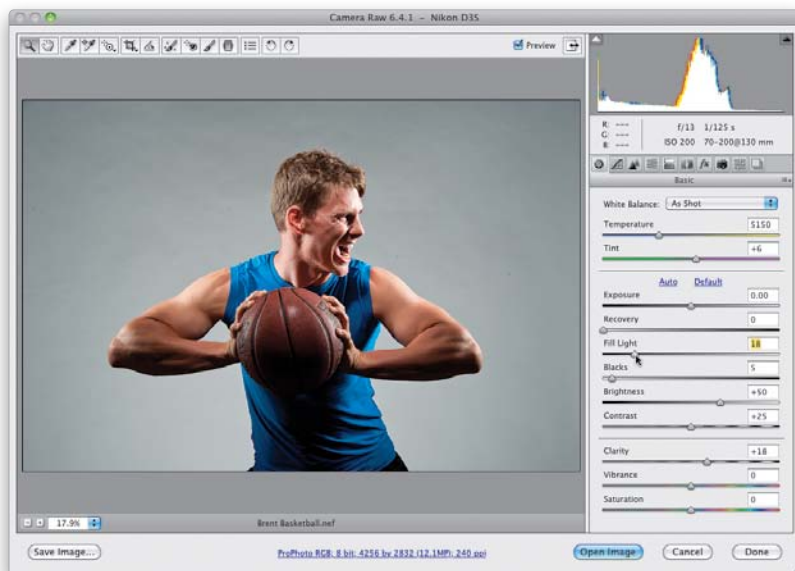 Camera Raw 6.4.1 – Nikon D3S
Preview
R: ---
G: ---
B: ---
f/13 1/125 s
ISO 200 70-200@130 mm
Basic
White Balance: As Shot
Temperature 5150
Tint +6
Auto Default
Exposure 0.00
Recovery 0
Fill Light 18
Blacks 5
Brightness +50
Contrast +25
Clarity +18
Vibrance 0
Saturation 0
17.9%
Brent Basketball.nef
Save Image...
ProPhoto RGB; 8 bit; 4256 by 2832 (12.1MP); 240 ppi
Open Image
Cancel
Done